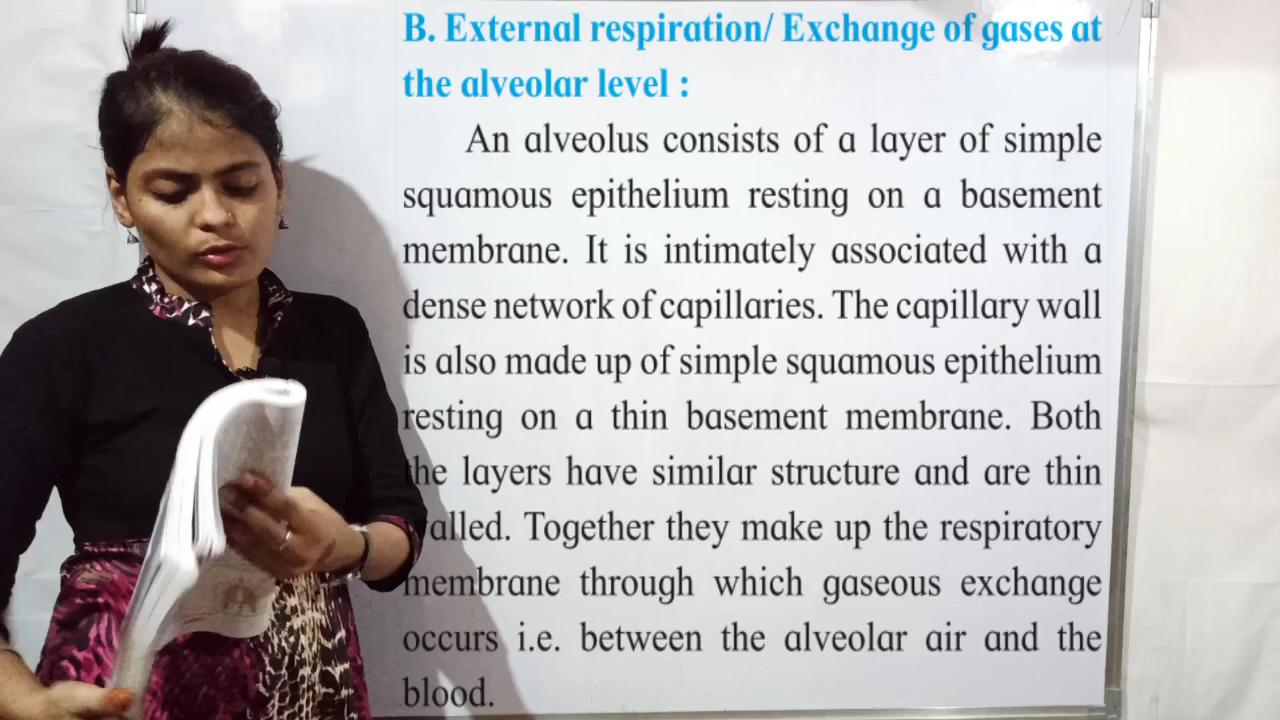 B. External respiration/ Exchange of gases at
the alveolar level :
An alveolus consists of a layer of simple
squamous epithelium resting on a basement
membrane. It is intimately associated with a
dense network of capillaries. The capillary wall
is also made up of simple squamous epithelium
resting on a thin basement membrane. Both
the layers have similar structure and are thin
walled. Together they make up the respiratory
membrane through which gaseous exchange
occurs i.e. between the alveolar air and the
blood.